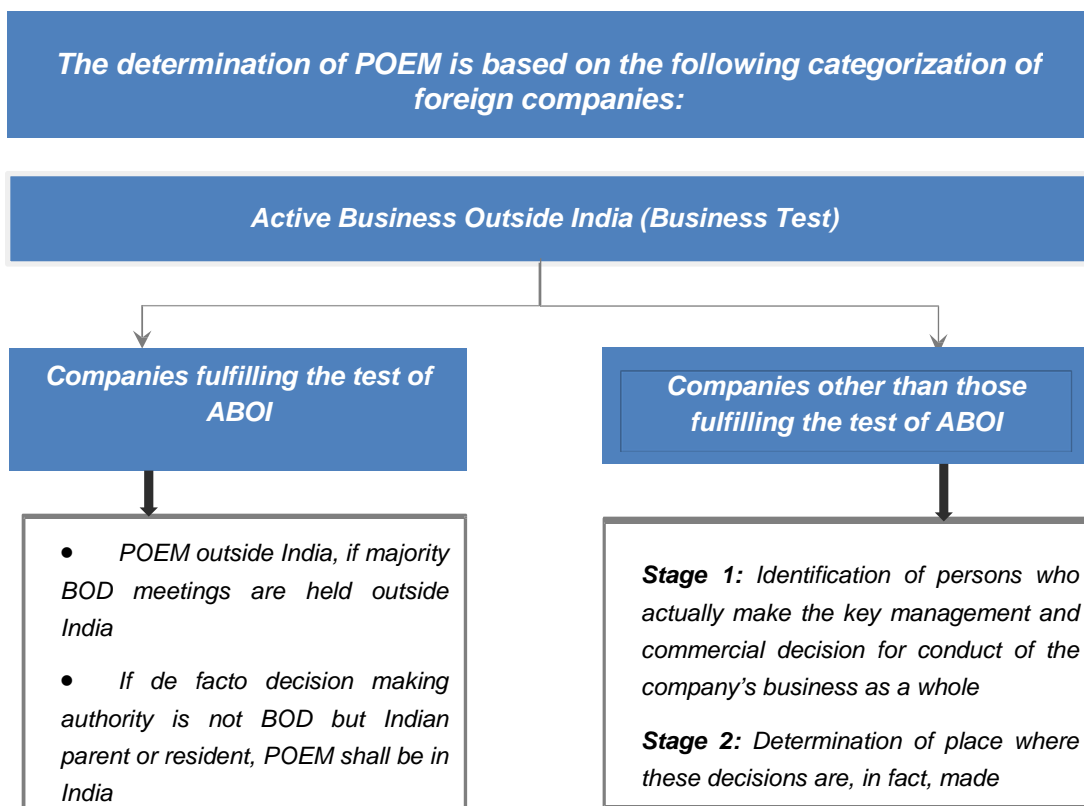 The determination of POEM is based on the following categorization of
foreign companies:
Active Business Outside India (Business Test)
Companies fulfilling the test of
ABOI
• POEM outside India, if majority
BOD meetings are held outside
India
• If de facto decision making
authority is not BOD but Indian
parent or resident, POEM shall be in
India
Companies other than those
fulfilling the test of ABOI
Stage 1: Identification of persons who
actually make the key management and
commercial decision for conduct of the
company’s business as a whole
Stage 2: Determination of place where
these decisions are, in fact, made